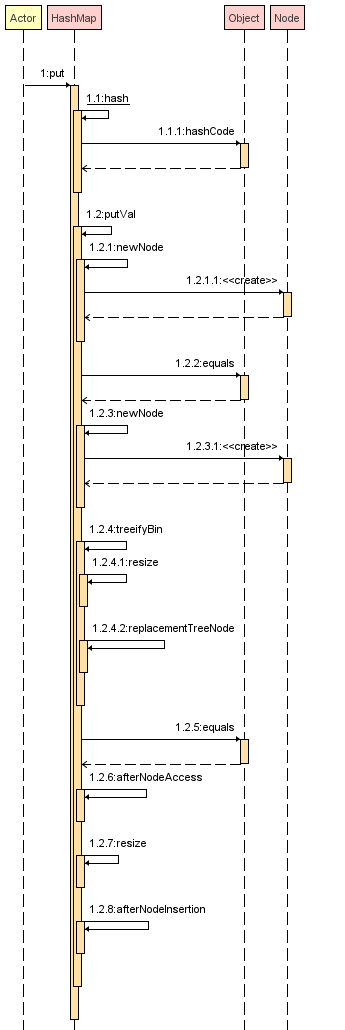 Actor HashMap Object Node
1:put
1.1:hash
1.1.1:hashCode
1.2:putVal
1.2.1:newNode
1.2.1.1:<<create>>
1.2.2:equals
1.2.3:newNode
1.2.3.1:<<create>>
1.2.4:treeifyBin
1.2.4.1:resize
1.2.4.2:replacementTreeNode
1.2.5:equals
1.2.6:afterNodeAccess
1.2.7:resize
1.2.8:afterNodeInsertion